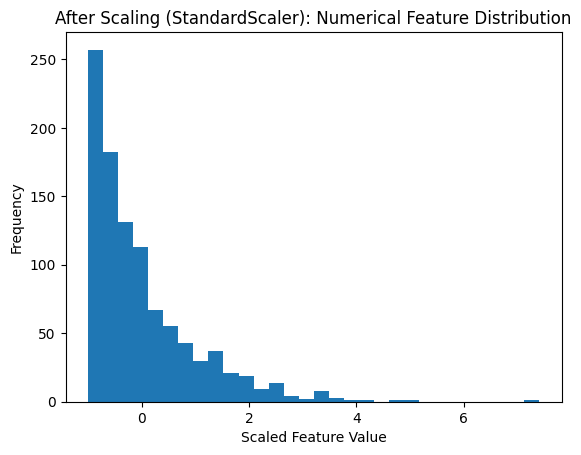 After Scaling (StandardScaler): Numerical Feature Distribution
250
200
150
100
50
0
Frequency
0 2 4 6
Scaled Feature Value